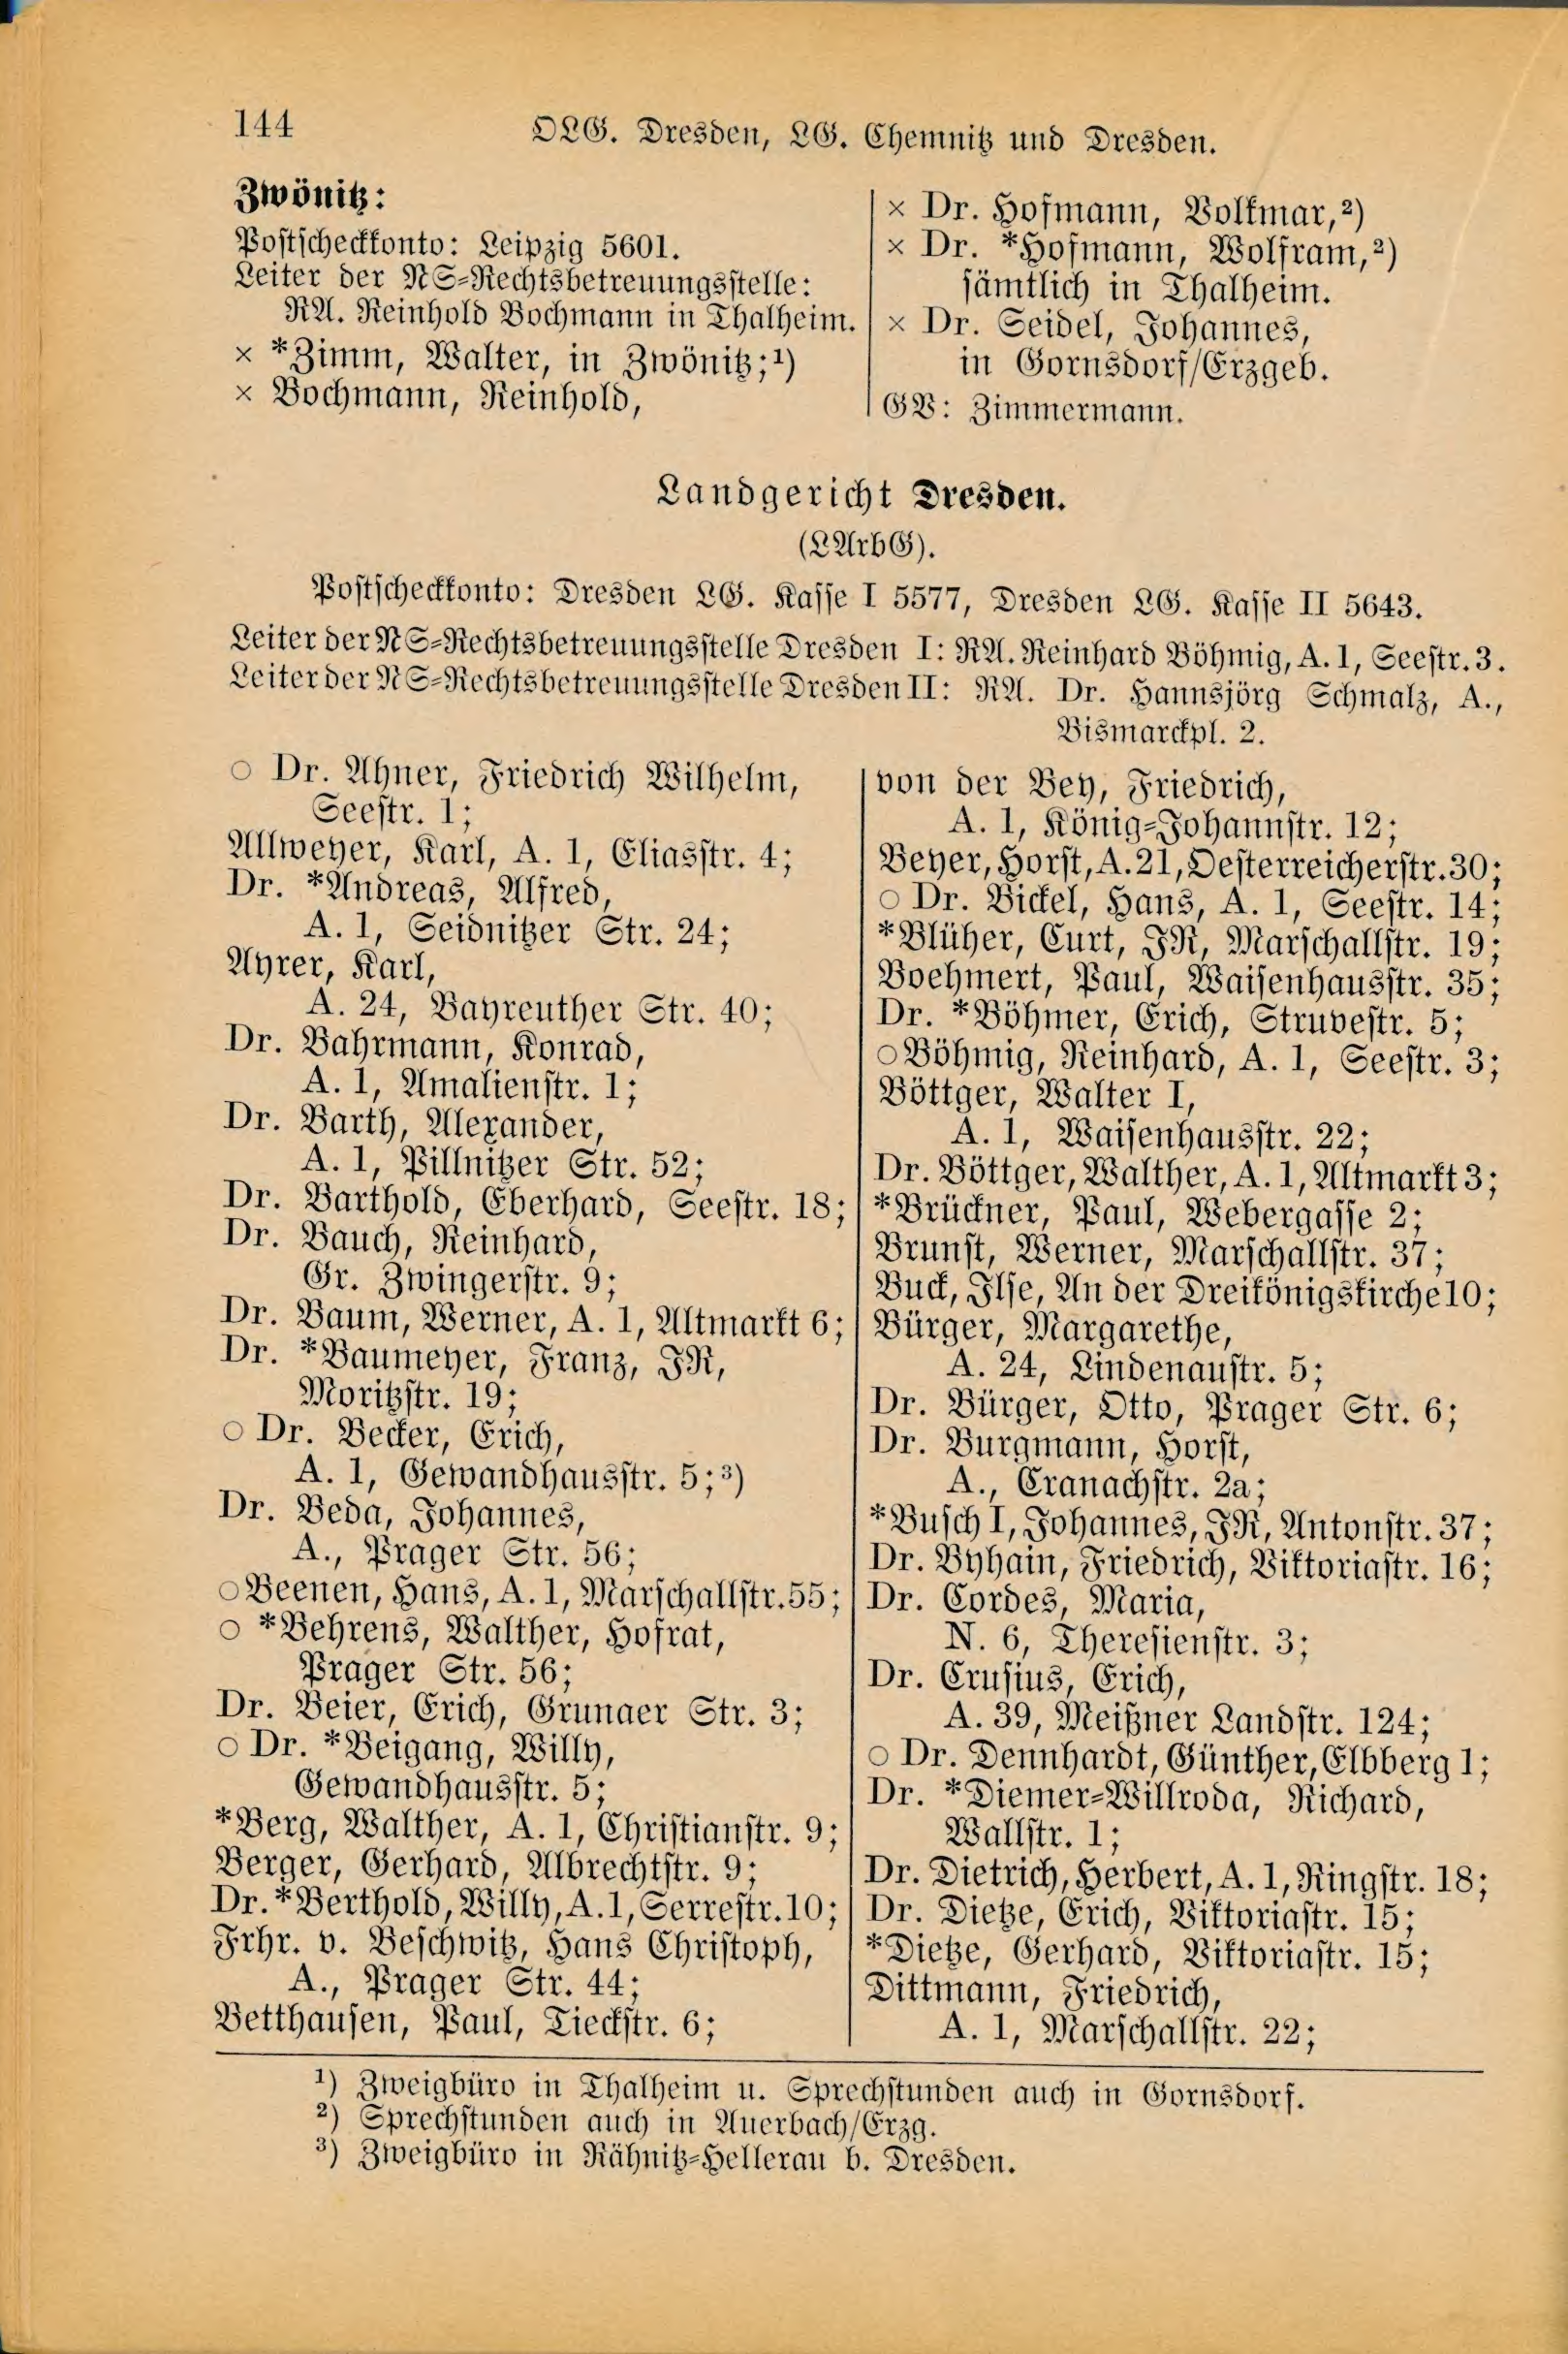 144
OLG. Dresden, LG. Chemnitz und Dresden.
Zwönitz:
Postscheckkonto: Leipzig 5601.
Leiter der NS-Rechtsbetreuungsstelle:
RA. Reinhold Bochmann in Thalheim.
× *Zimm, Walter, in Zwönitz;¹)
× Bochmann, Reinhold,
× Dr. Hofmann, Volkmar,²)
× Dr. *Hofmann, Wolfram,²)
sämtlich in Thalheim.
× Dr. Seidel, Johannes,
in Gornsdorf/Erzgeb.
GV: Zimmermann.
Landgericht Dresden.
(LArbG).
Postscheckkonto: Dresden LG. Kasse I 5577, Dresden LG. Kasse II 5643.
Leiter der NS-Rechtsbetreuungsstelle Dresden I: RA. Reinhard Böhmig, A. 1, Seestr. 3.
Leiter der NS-Rechtsbetreuungsstelle Dresden II: RA. Dr. Hannsjörg Schmalz, A.,
Bismarckpl. 2.
○ Dr. Ahner, Friedrich Wilhelm,
Seestr. 1;
Allweyer, Karl, A. 1, Eliasstr. 4;
Dr. *Andreas, Alfred,
A. 1, Seidnitzer Str. 24;
Ayrer, Karl,
A. 24, Bayreuther Str. 40;
Dr. Bahrmann, Konrad,
A. 1, Amalienstr. 1;
Dr. Barth, Alexander,
A. 1, Pillnitzer Str. 52;
Dr. Barthold, Eberhard, Seestr. 18;
Dr. Bauch, Reinhard,
Gr. Zwingerstr. 9;
Dr. Baum, Werner, A. 1, Altmarkt 6;
Dr. *Baumeyer, Franz, JR,
Moritzstr. 19;
○ Dr. Becker, Erich,
A. 1, Gewandhausstr. 5;³)
Dr. Beda, Johannes,
A., Prager Str. 56;
○ Beenen, Hans, A. 1, Marschallstr. 55;
○ *Behrens, Walther, Hofrat,
Prager Str. 56;
Dr. Beier, Erich, Grunaer Str. 3;
○ Dr. *Beigang, Willy,
Gewandhausstr. 5;
*Berg, Walther, A. 1, Christianstr. 9;
Berger, Gerhard, Albrechtstr. 9;
Dr. *Berthold, Willy, A. 1, Serrestr. 10;
Frhr. v. Beschwitz, Hans Christoph,
A., Prager Str. 44;
Betthausen, Paul, Tieckstr. 6;
von der Bey, Friedrich,
A. 1, König-Johannstr. 12;
Beyer, Horst, A. 21, Oesterreicherstr. 30;
○ Dr. Bickel, Hans, A. 1, Seestr. 14;
*Blüher, Curt, JR, Marschallstr. 19;
Boehmert, Paul, Waisenhausstr. 35;
Dr. *Böhmer, Erich, Struvestr. 5;
○ Böhmig, Reinhard, A. 1, Seestr. 3;
Böttger, Walter I,
A. 1, Waisenhausstr. 22;
Dr. Böttger, Walther, A. 1, Altmarkt 3;
*Brückner, Paul, Webergasse 2;
Brunst, Werner, Marschallstr. 37;
Buck, Ilse, An der Dreikönigskirche 10;
Bürger, Margarethe,
A. 24, Lindenaustr. 5;
Dr. Bürger, Otto, Prager Str. 6;
Dr. Burgmann, Horst,
A., Cranachstr. 2a;
*Busch I, Johannes, JR, Antonstr. 37;
Dr. Byhain, Friedrich, Viktoriastr. 16;
Dr. Cordes, Maria,
N. 6, Theresienstr. 3;
Dr. Crusius, Erich,
A. 39, Meißner Landstr. 124;
○ Dr. Dennhardt, Günther, Elbberg 1;
Dr. *Diemer-Willroda, Richard,
Wallstr. 1;
Dr. Dietrich, Herbert, A. 1, Ringstr. 18;
Dr. Dietze, Erich, Viktoriastr. 15;
*Dietze, Gerhard, Viktoriastr. 15;
Dittmann, Friedrich,
A. 1, Marschallstr. 22;
¹) Zweigbüro in Thalheim u. Sprechstunden auch in Gornsdorf.
²) Sprechstunden auch in Auerbach/Erzg.
³) Zweigbüro in Rähnitz-Hellerau b. Dresden.